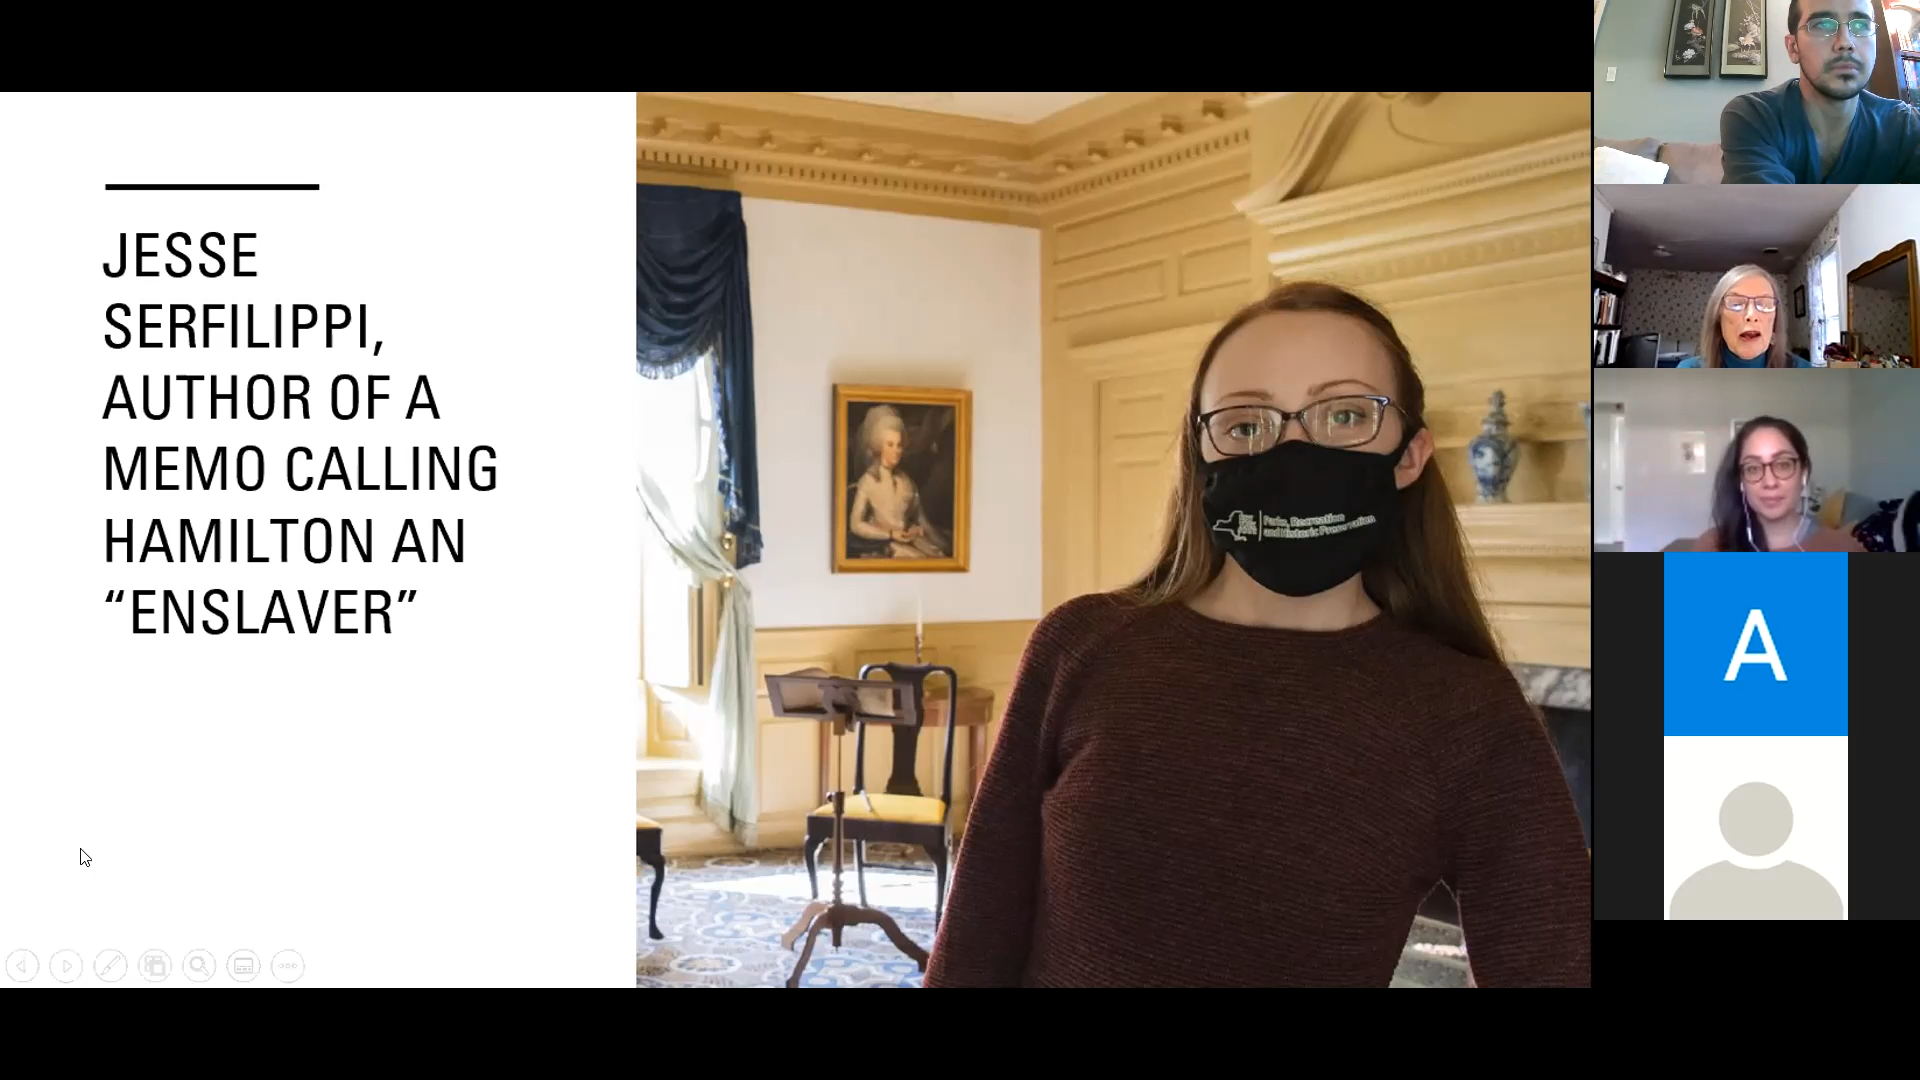 JESSE
SERFILIPPI,
AUTHOR OF A
MEMO CALLING
HAMILTON AN
“ENSLAVER”
Parks, Recreation
and Historic Preservation
A